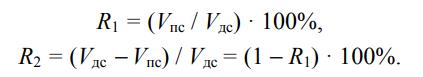 R₁ = (Vпс / Vдс) · 100%,
R₂ = (Vдс – Vпс) / Vдс = (1 – R₁) · 100%.